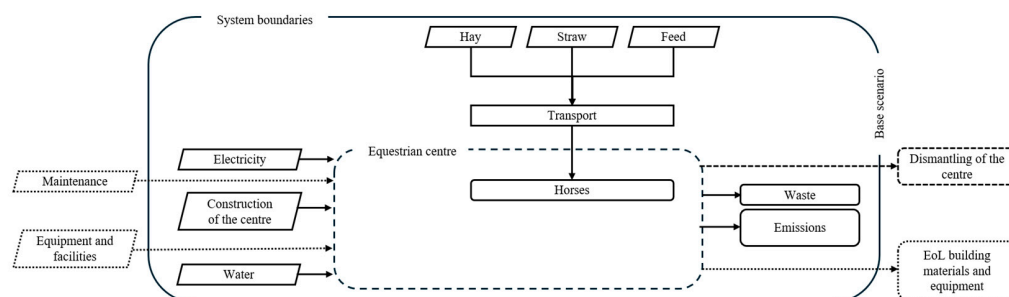 System boundaries
Hay
Straw
Feed
Transport
Base scenario
Equestrian centre
Electricity
Maintenance
Horses
Dismantling of the
centre
Waste
Construction
of the centre
Emissions
Equipment and
facilities
Water
EoL building
materials and
equipment